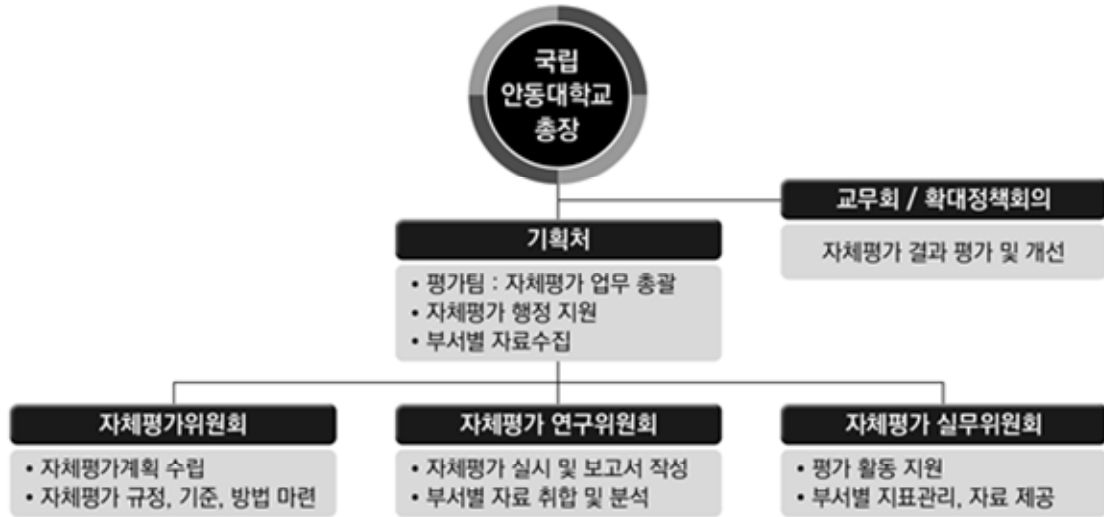 국립
안동대학교
총장
교무회 / 확대정책회의
자체평가 결과 평가 및 개선
기획처
• 평가팀 : 자체평가 업무 총괄
• 자체평가 행정 지원
• 부서별 자료수집
자체평가위원회
• 자체평가계획 수립
• 자체평가 규정, 기준, 방법 마련
자체평가 연구위원회
• 자체평가 실시 및 보고서 작성
• 부서별 자료 취합 및 분석
자체평가 실무위원회
• 평가 활동 지원
• 부서별 지표관리, 자료 제공